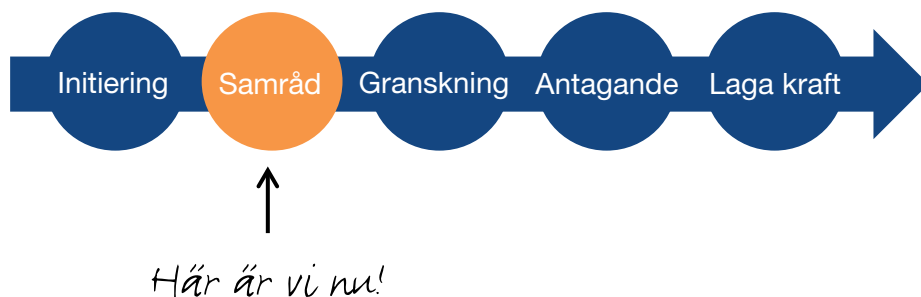 Initiering Samråd Granskning Antagande Laga kraft
Här är vi nu!